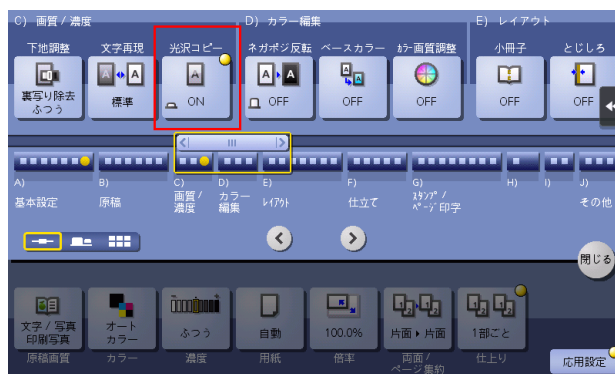 C) 画質 / 濃度
D) カラー編集
E) レイアウト
下地調整
文字再現
光沢コピー
ネガポジ反転
ベースカラー
カラー画質調整
小冊子
とじしろ
裏写り除去
ふつう
A A
標準
A
ON
A A
OFF
OFF
OFF
OFF
OFF
A)
B)
C)
D)
E)
F)
G)
H)
I)
J)
基本設定
原稿
画質/
濃度
カラー
編集
レイアウト
仕立て
スタンプ/
ページ印字
その他
閉じる
文字 / 写真
印刷写真
オート
カラー
ふつう
自動
100.0%
片面 ▶ 片面
1部ごと
原稿画質
カラー
濃度
用紙
倍率
両面 /
ページ集約
仕上り
応用設定